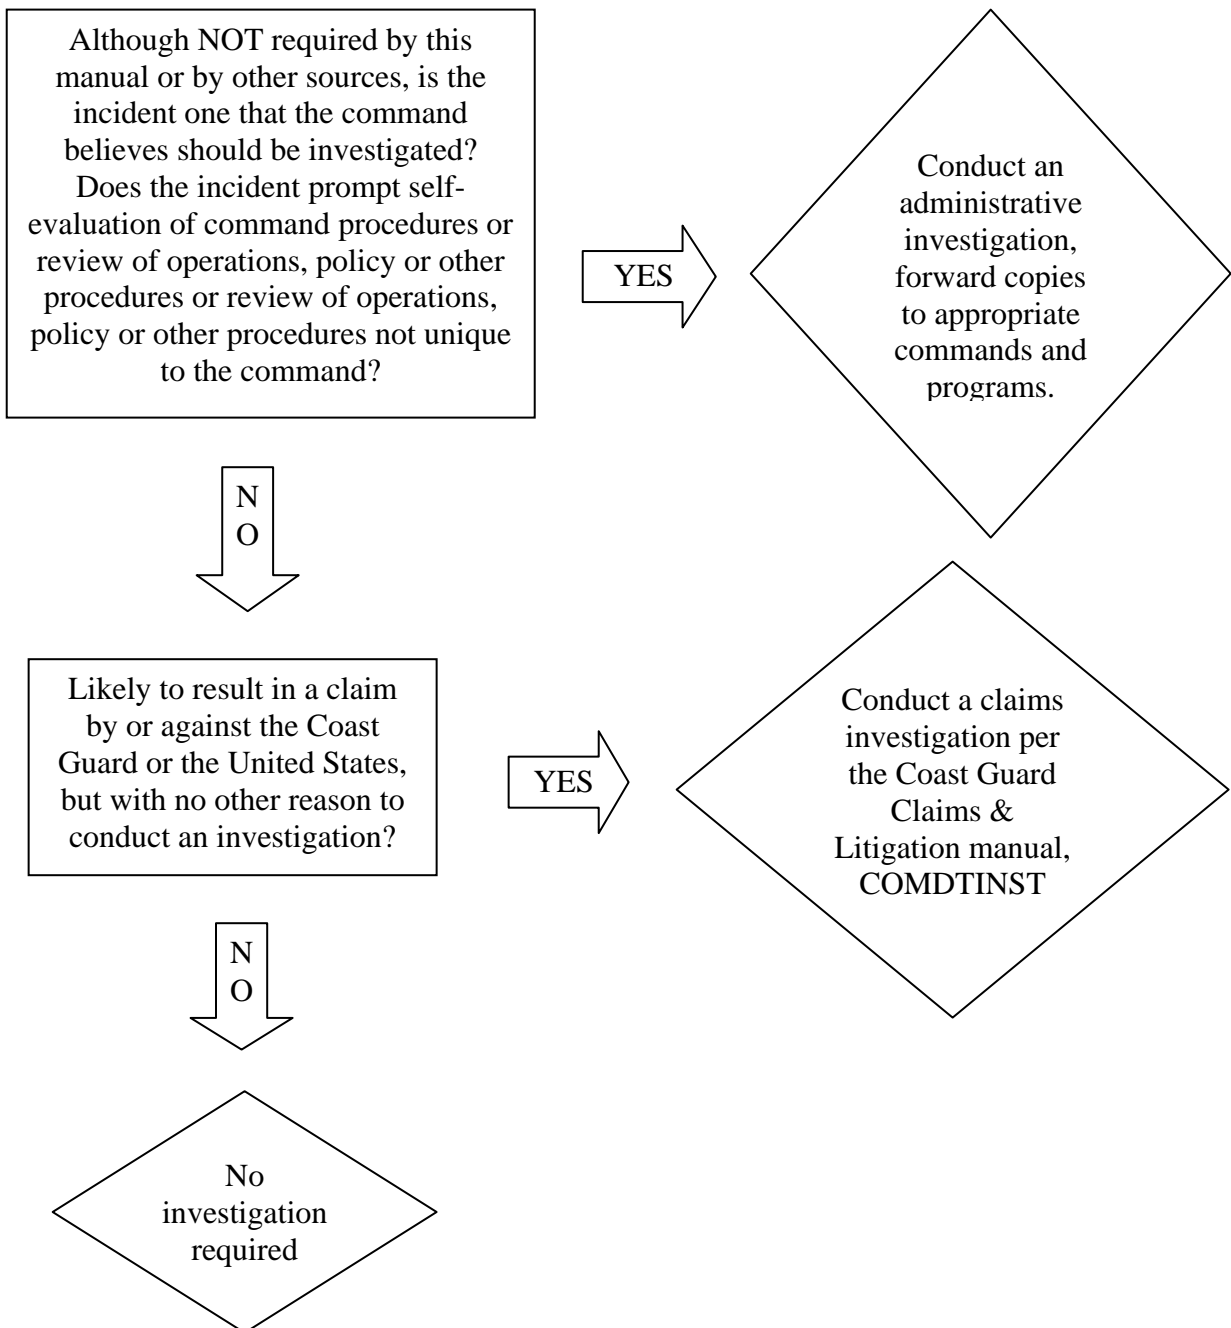 Although NOT required by this
manual or by other sources, is the
incident one that the command
believes should be investigated?
Does the incident prompt self-
evaluation of command procedures or
review of operations, policy or other
procedures or review of operations,
policy or other procedures not unique
to the command?
YES
Conduct an
administrative
investigation,
forward copies
to appropriate
commands and
programs.
N
O
Likely to result in a claim
by or against the Coast
Guard or the United States,
but with no other reason to
conduct an investigation?
YES
Conduct a claims
investigation per
the Coast Guard
Claims &
Litigation manual,
COMDTINST
N
O
No
investigation
required